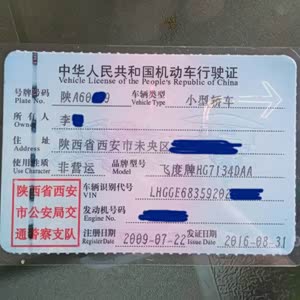 中华人民共和国机动车行驶证
Vehicle License of the People's Republic of China
号牌号码 陕A60 9 车辆类型 小型轿车
Plate No. Vehicle Type
所有人 李
Owner
住址 陕西省西安市未央区
Address
使用性质 非营运 品牌型号 飞度牌HG7134DAA
Use Character Model
陕西省西安市公安局交通警察支队
车辆识别代号 LHGGE68359202
VIN
发动机号码
Engine No.
注册日期 2009-07-22 发证日期 2016-08-31
Register Date Issue Date